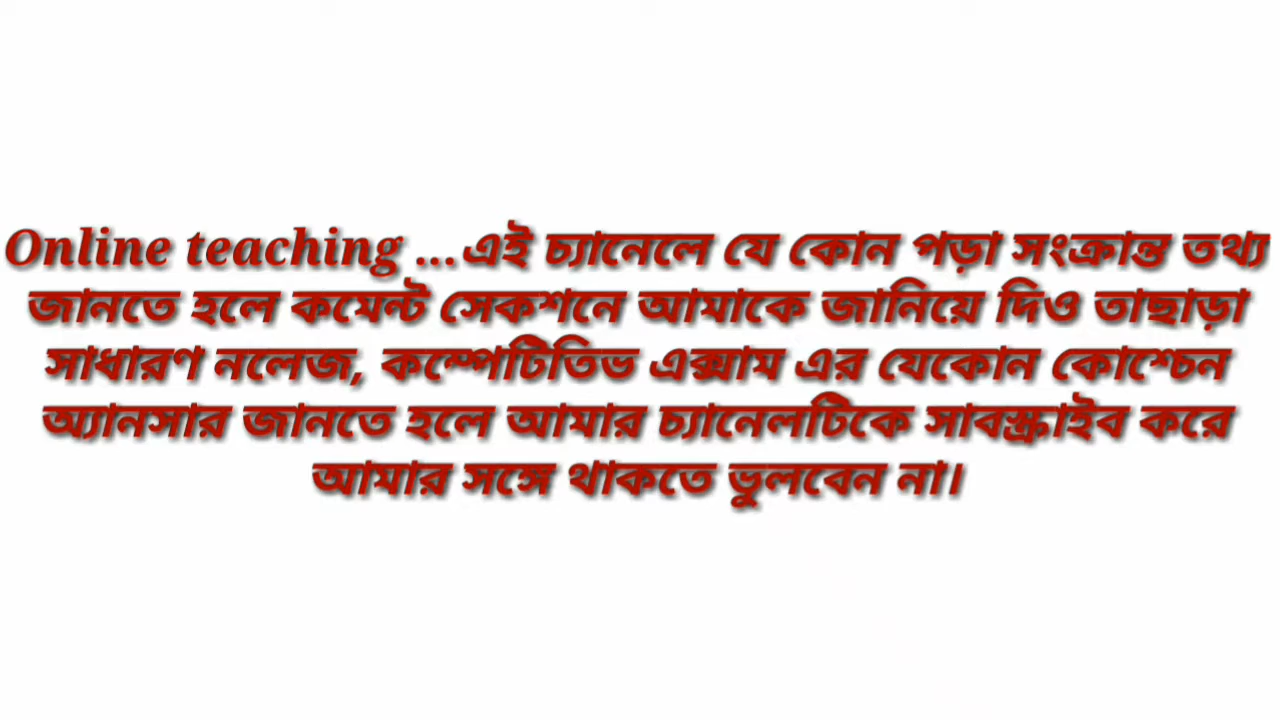 Online teaching ...এই চ্যানেলে যে কোন পড়া সংক্রান্ত তথ্য
জানতে হলে কমেন্ট সেকশনে আমাকে জানিয়ে দিও তাছাড়া
সাধারণ নলেজ, কম্পেটিতিভ এক্সাম এর যেকোন কোশ্চেন
অ্যানসার জানতে হলে আমার চ্যানেলটিকে সাবস্ক্রাইব করে
আমার সঙ্গে থাকতে ভুলবেন না।